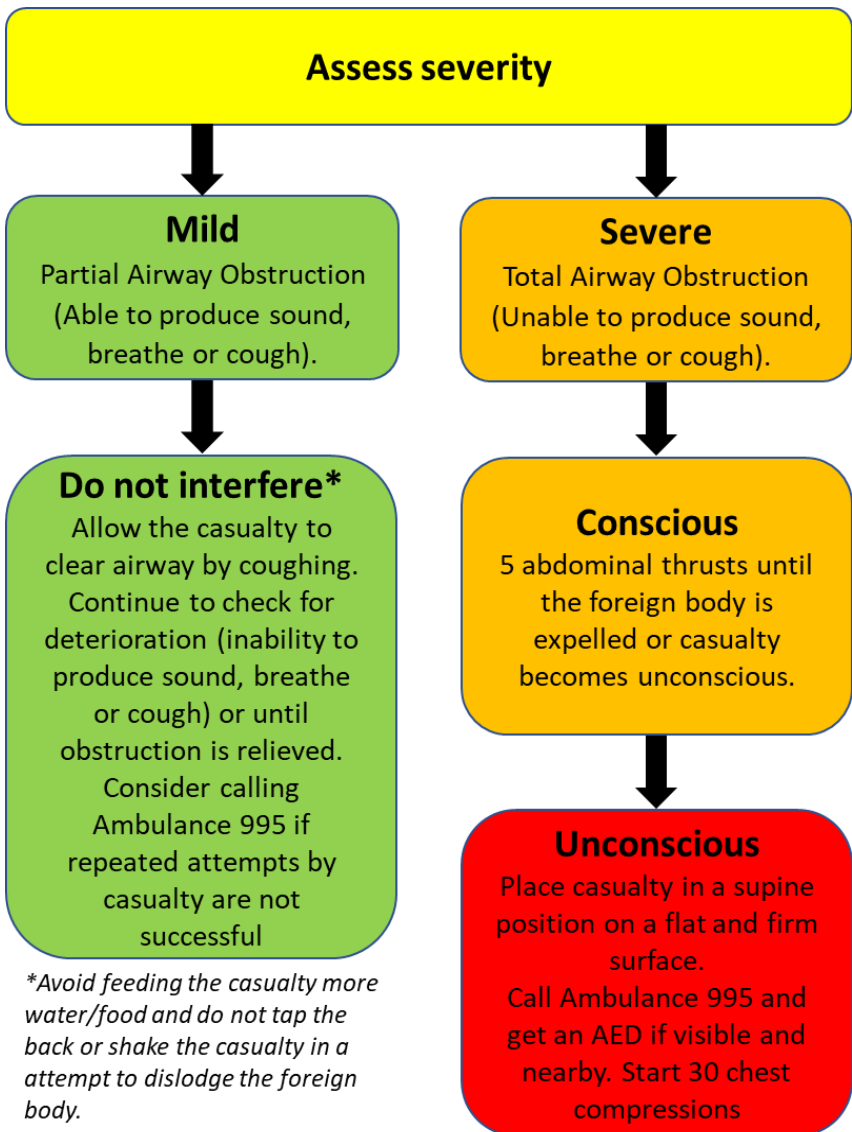 Assess severity
Mild
Partial Airway Obstruction
(Able to produce sound,
breathe or cough).
Do not interfere*
Allow the casualty to
clear airway by coughing.
Continue to check for
deterioration (inability to
produce sound, breathe
or cough) or until
obstruction is relieved.
Consider calling
Ambulance 995 if
repeated attempts by
casualty are not
successful
*Avoid feeding the casualty more
water/food and do not tap the
back or shake the casualty in a
attempt to dislodge the foreign
body.
Severe
Total Airway Obstruction
(Unable to produce sound,
breathe or cough).
Conscious
5 abdominal thrusts until
the foreign body is
expelled or casualty
becomes unconscious.
Unconscious
Place casualty in a supine
position on a flat and firm
surface.
Call Ambulance 995 and
get an AED if visible and
nearby. Start 30 chest
compressions